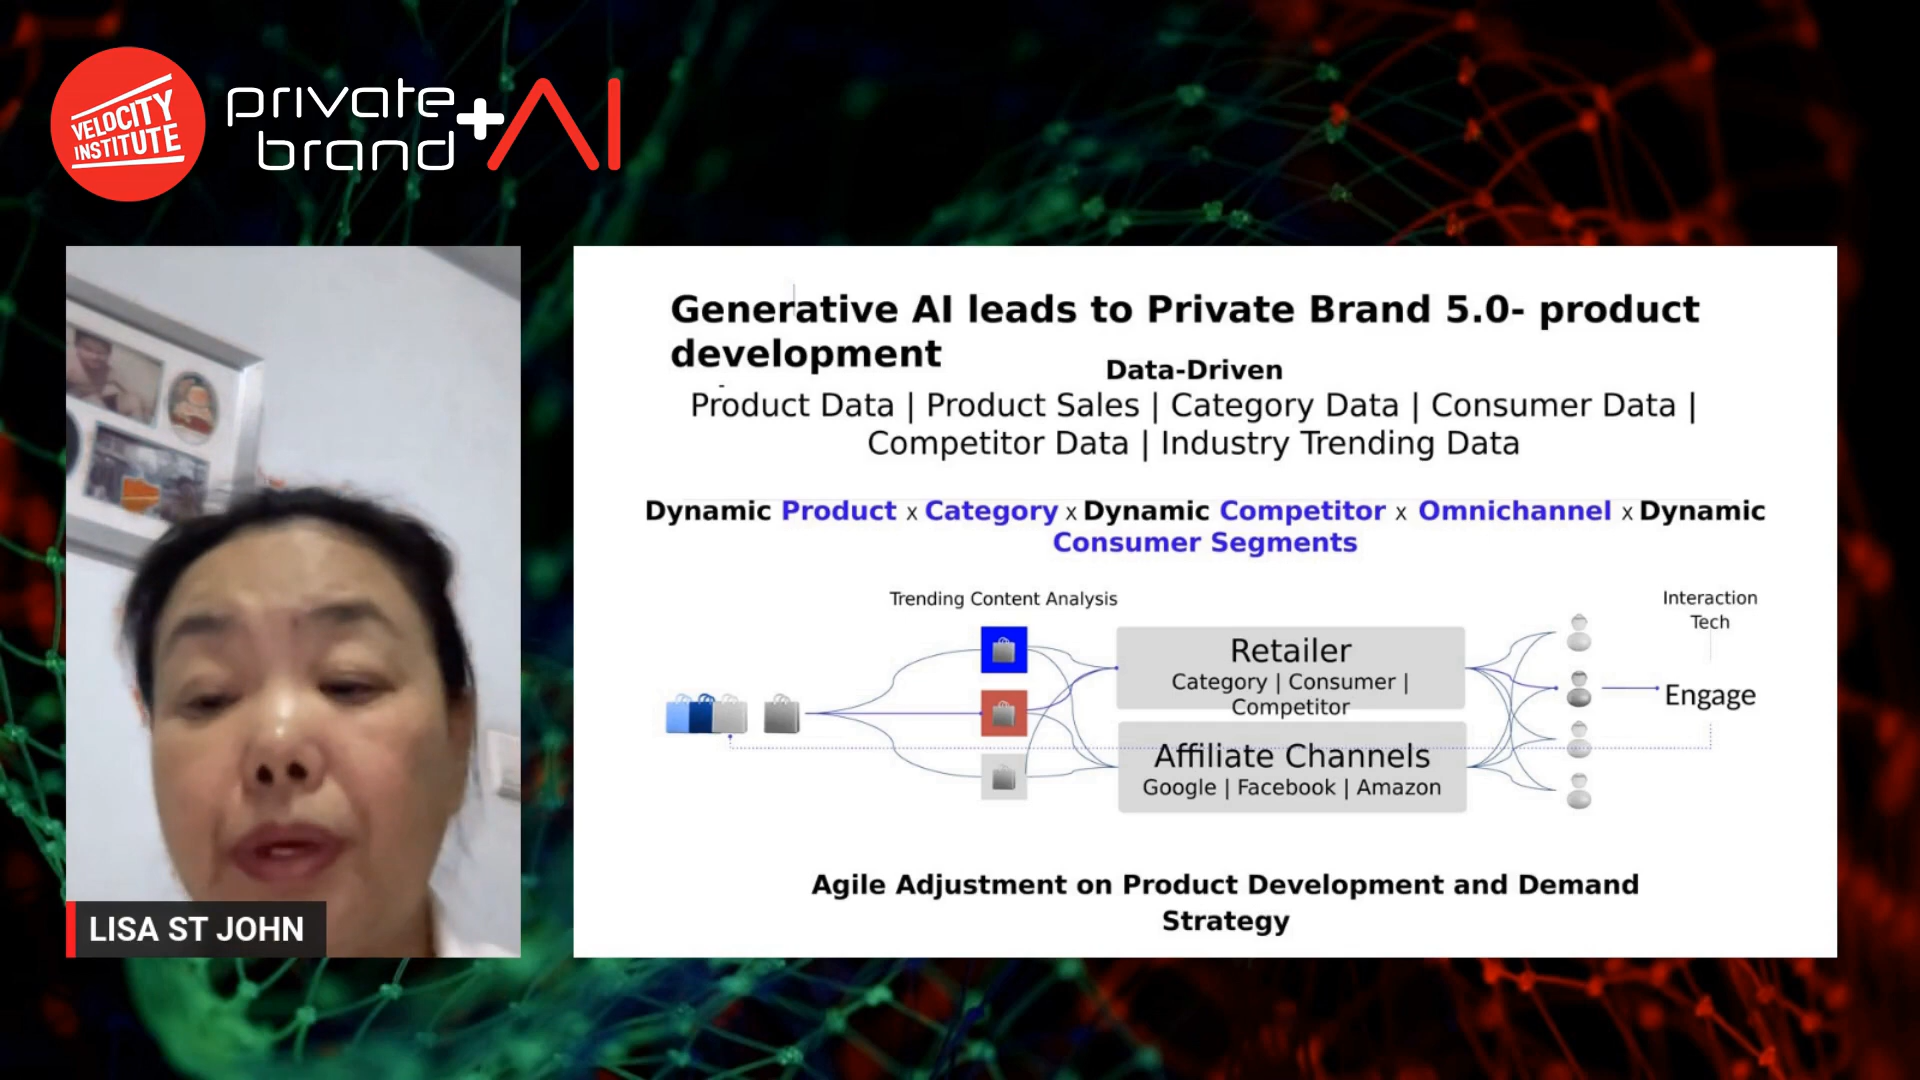 VELOCITY
INSTITUTE
private
brand
+AI
LISA ST JOHN
Generative AI leads to Private Brand 5.0- product
development
Data-Driven
Product Data | Product Sales | Category Data | Consumer Data |
Competitor Data | Industry Trending Data
Dynamic Product x Category x Dynamic Competitor x Omnichannel x Dynamic
Consumer Segments
Trending Content Analysis
Interaction
Tech
Retailer
Category | Consumer |
Competitor
Engage
Affiliate Channels
Google | Facebook | Amazon
Agile Adjustment on Product Development and Demand
Strategy